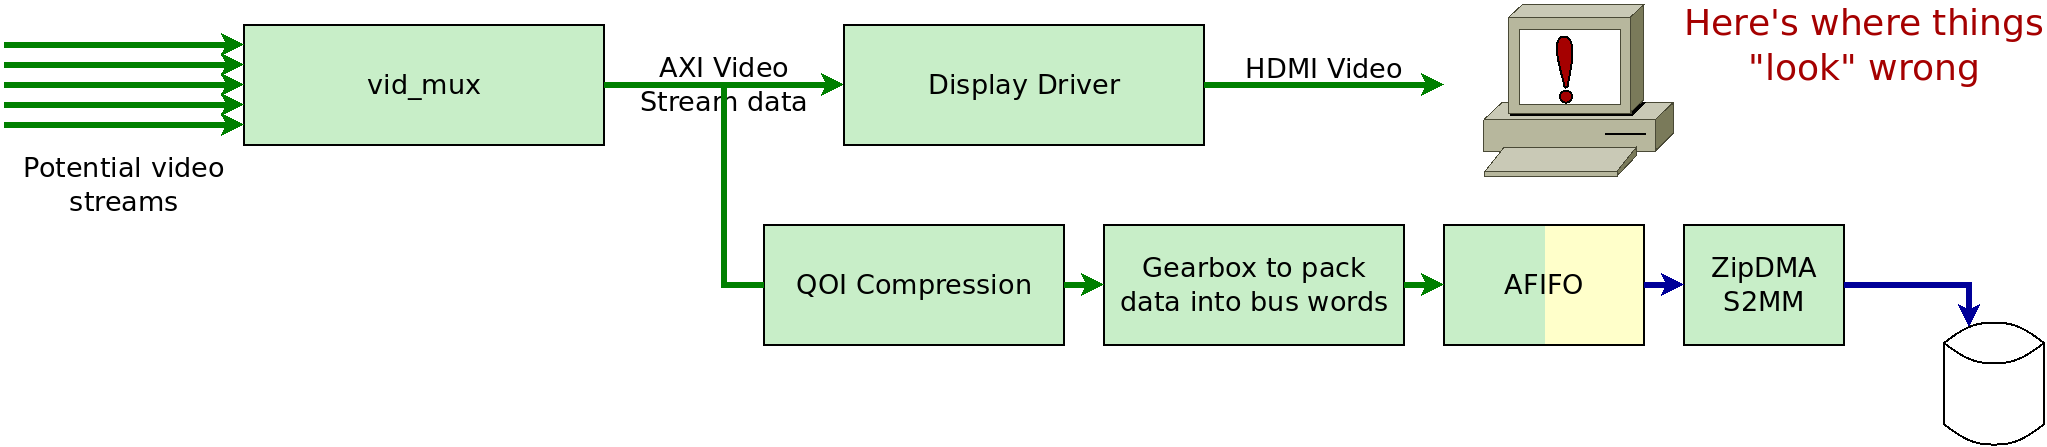 Here's where things
"look" wrong
vid_mux
AXI Video
Stream data
Display Driver
HDMI Video
Potential video
streams
QOI Compression
Gearbox to pack
data into bus words
AFIFO
ZipDMA
S2MM